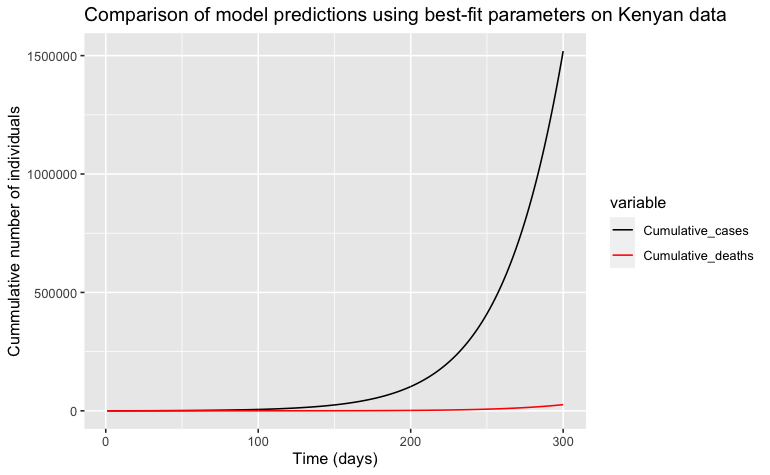 Comparison of model predictions using best-fit parameters on Kenyan data
Cummulative number of individuals
1500000
1000000
500000
0
0 100 200 300
Time (days)
variable
Cumulative_cases
Cumulative_deaths